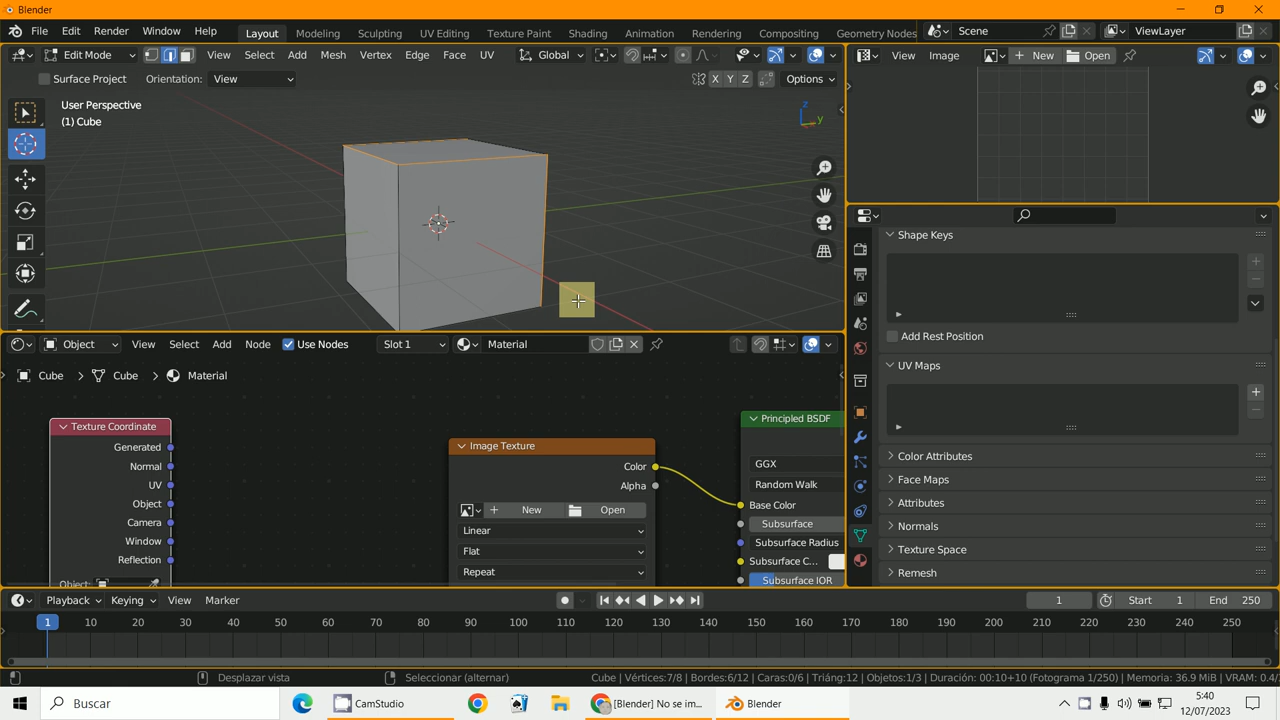 Blender
File Edit Render Window Help Layout Modeling Sculpting UV Editing Texture Paint Shading Animation Rendering Compositing Geometry Nodes Scene ViewLayer
Edit Mode View Select Add Mesh Vertex Edge Face UV Global
View Image New Open
Surface Project Orientation: View X Y Z Options
User Perspective
(1) Cube
z
y
Shape Keys
Add Rest Position
UV Maps
Color Attributes
Face Maps
Attributes
Normals
Texture Space
Remesh
Object View Select Add Node Use Nodes Slot 1 Material
Cube > Cube > Material
Texture Coordinate
Generated
Normal
UV
Object
Camera
Window
Reflection
Object:
Image Texture
Color
Alpha
New Open
Linear
Flat
Repeat
Principled BSDF
GGX
Random Walk
Base Color
Subsurface
Subsurface Radius
Subsurface C...
Subsurface IOR
Playback Keying View Marker 1 Start 1 End 250
1 10 20 30 40 50 60 70 80 90 100 110 120 130 140 150 160 170 180 190 200 210 220 230 240 250
Desplazar vista Seleccionar (alternar) Cube | Vértices:7/8 | Bordes:6/12 | Caras:0/6 | Triáng:12 | Objetos:1/3 | Duración: 00:10+10 (Fotograma 1/250) | Memoria: 36.9 MiB | VRAM: 0.4/
Buscar CamStudio [Blender] No se im... Blender
5:40
12/07/2023